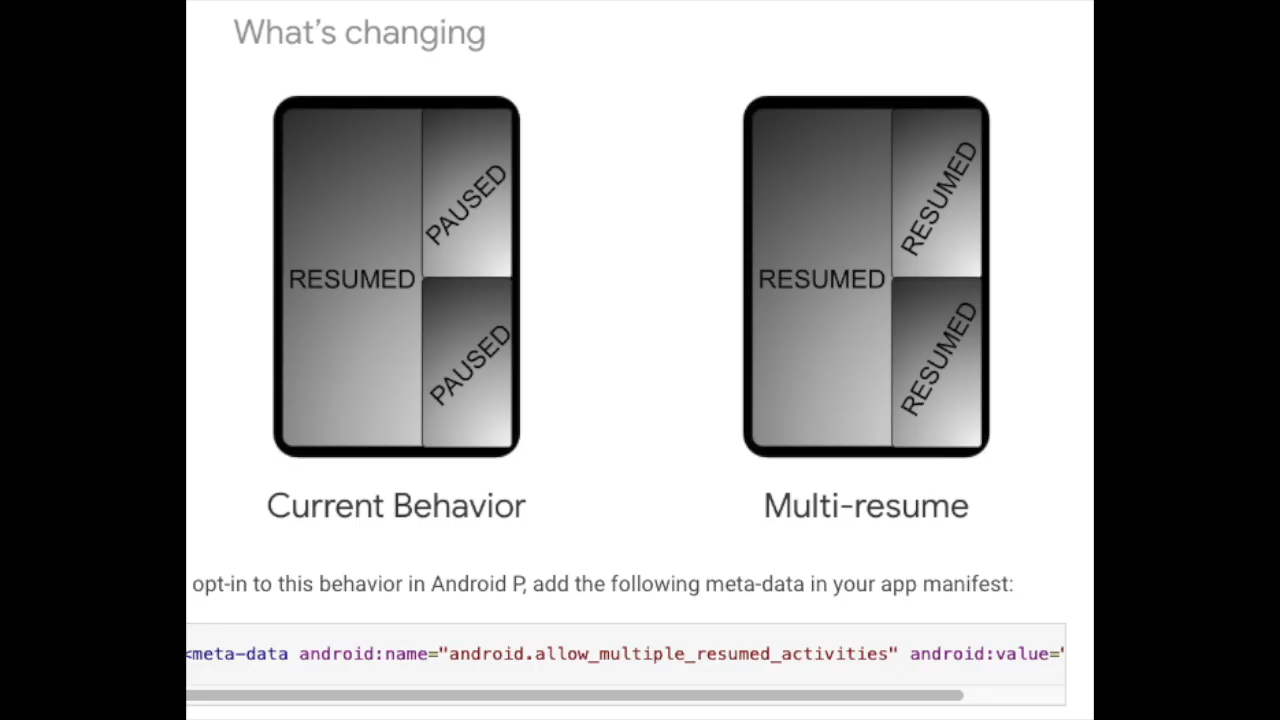 What's changing
RESUMED
PAUSED
PAUSED
RESUMED
RESUMED
RESUMED
Current Behavior
Multi-resume
opt-in to this behavior in Android P, add the following meta-data in your app manifest:
<meta-data android:name="android.allow_multiple_resumed_activities" android:value="